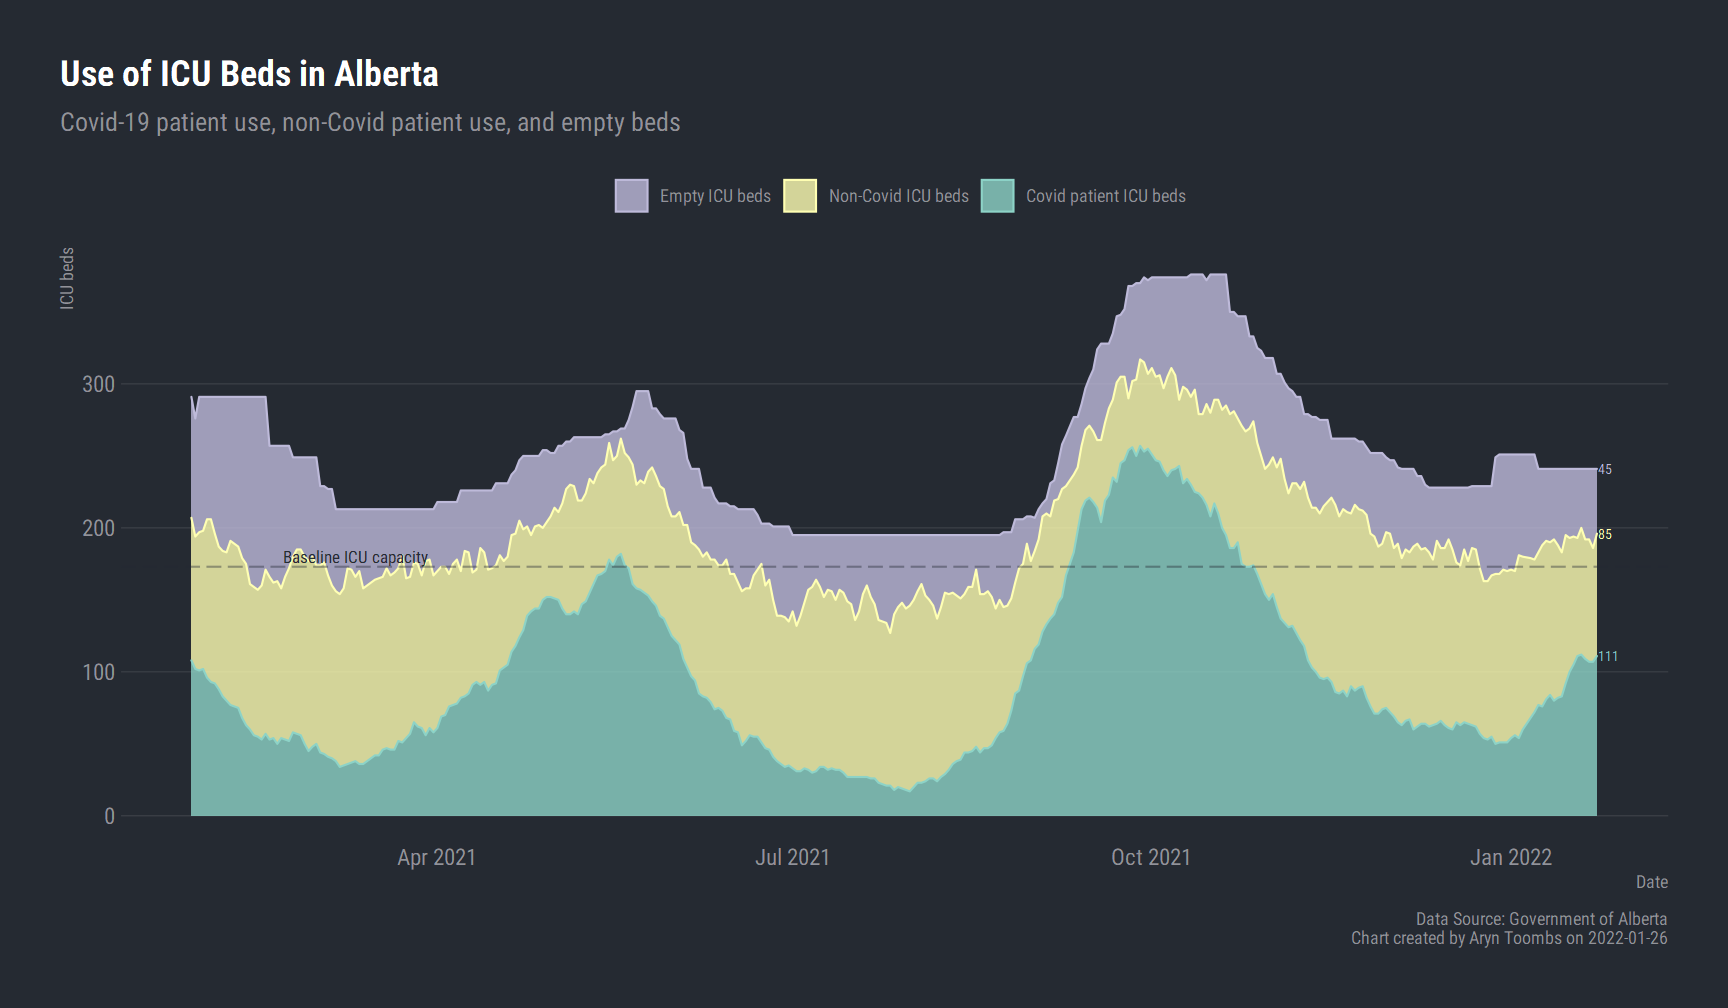 Use of ICU Beds in Alberta
Covid-19 patient use, non-Covid patient use, and empty beds
Empty ICU beds Non-Covid ICU beds Covid patient ICU beds
ICU beds
300
200
100
0
Baseline ICU capacity
45
85
111
Apr 2021 Jul 2021 Oct 2021 Jan 2022
Date
Data Source: Government of Alberta
Chart created by Aryn Toombs on 2022-01-26